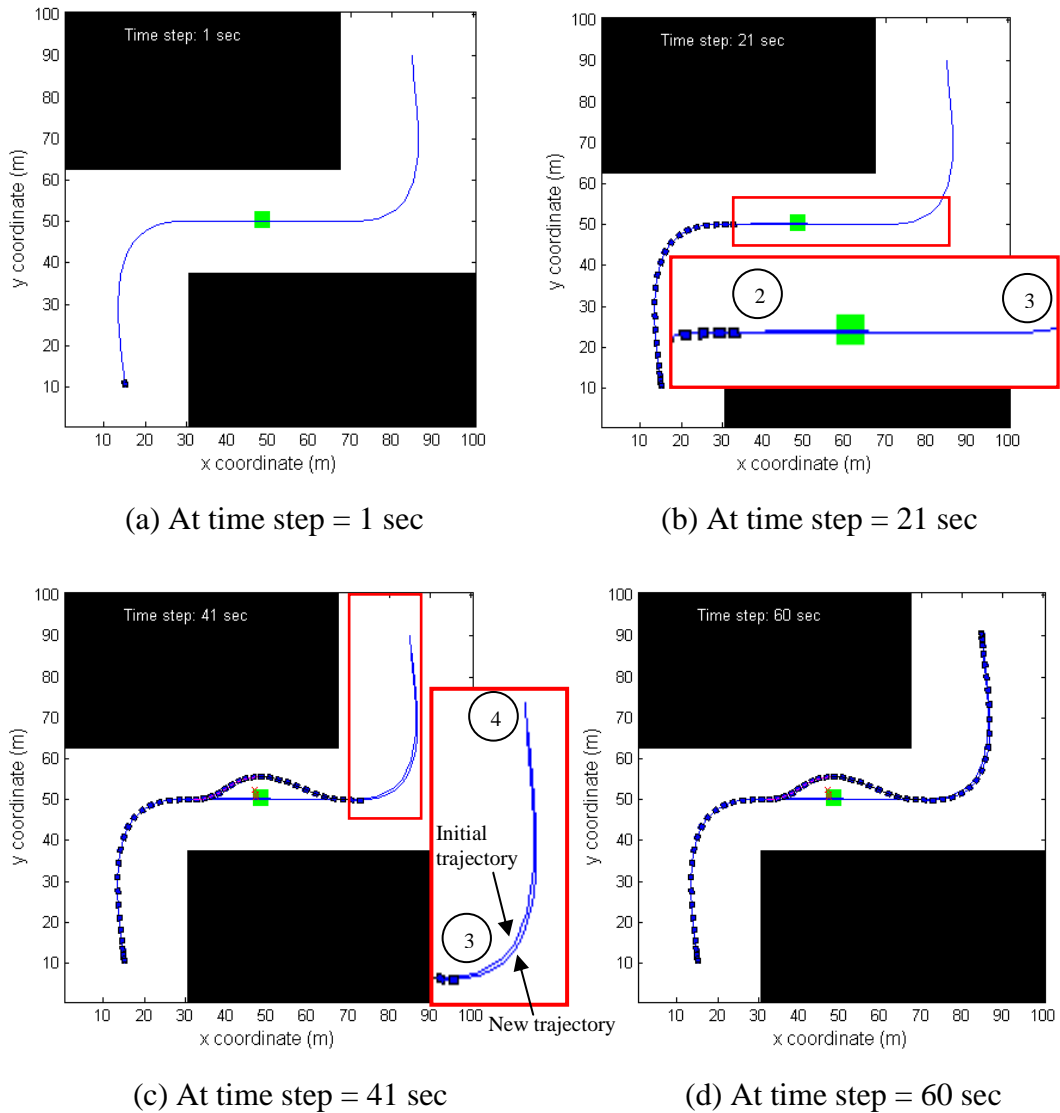 Time step: 1 sec
100
90
80
70
60
50
40
30
20
10
y coordinate (m)
10 20 30 40 50 60 70 80 90 100
x coordinate (m)
(a) At time step = 1 sec
Time step: 21 sec
100
90
80
70
60
50
40
30
20
10
y coordinate (m)
2
3
10 20 30 40 50 60 70 80 90 100
x coordinate (m)
(b) At time step = 21 sec
Time step: 41 sec
100
90
80
70
60
50
40
30
20
10
y coordinate (m)
4
Initial
trajectory
3
New trajectory
10 20 30 40 50 60 70 80 90 100
x coordinate (m)
(c) At time step = 41 sec
Time step: 60 sec
100
90
80
70
60
50
40
30
20
10
y coordinate (m)
10 20 30 40 50 60 70 80 90 100
x coordinate (m)
(d) At time step = 60 sec